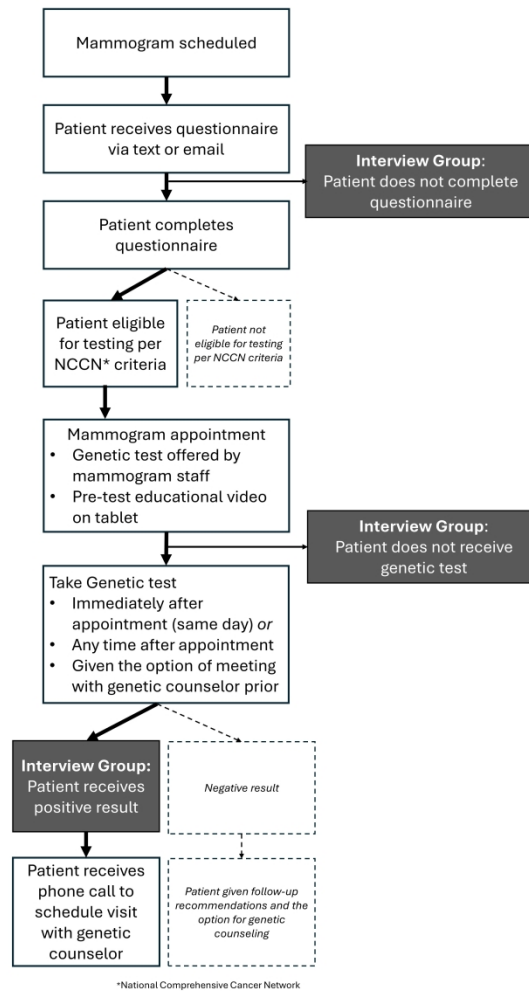 Mammogram scheduled
Patient receives questionnaire
via text or email
Interview Group:
Patient does not complete
questionnaire
Patient completes
questionnaire
Patient eligible
for testing per
NCCN* criteria
Patient not
eligible for testing
per NCCN criteria
Mammogram appointment
• Genetic test offered by
mammogram staff
• Pre-test educational video
on tablet
Interview Group:
Patient does not receive
genetic test
Take Genetic test
• Immediately after
appointment (same day) or
• Any time after appointment
• Given the option of meeting
with genetic counselor prior
Interview Group:
Patient receives
positive result
Negative result
Patient receives
phone call to
schedule visit
with genetic
counselor
Patient given follow-up
recommendations and the
option for genetic
counseling
*National Comprehensive Cancer Network